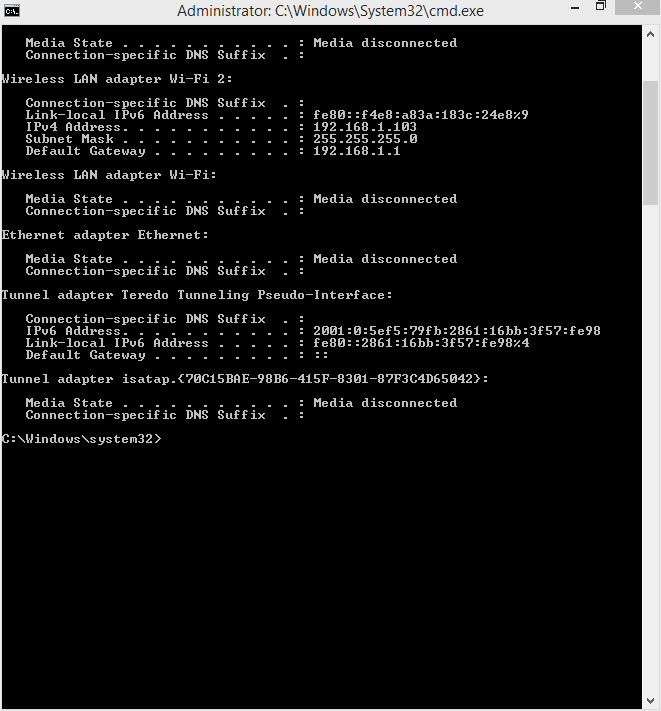 Administrator: C:\Windows\System32\cmd.exe
Media State . . . . . . . . . . . : Media disconnected
Connection-specific DNS Suffix  . :
Wireless LAN adapter Wi-Fi 2:
Connection-specific DNS Suffix  . :
Link-local IPv6 Address . . . . . : fe80::f4e8:a83a:183c:24e8%9
IPv4 Address. . . . . . . . . . . : 192.168.1.103
Subnet Mask . . . . . . . . . . . : 255.255.255.0
Default Gateway . . . . . . . . . : 192.168.1.1
Wireless LAN adapter Wi-Fi:
Media State . . . . . . . . . . . : Media disconnected
Connection-specific DNS Suffix  . :
Ethernet adapter Ethernet:
Media State . . . . . . . . . . . : Media disconnected
Connection-specific DNS Suffix  . :
Tunnel adapter Teredo Tunneling Pseudo-Interface:
Connection-specific DNS Suffix  . :
IPv6 Address. . . . . . . . . . . : 2001:0:5ef5:79fb:2861:16bb:3f57:fe98
Link-local IPv6 Address . . . . . : fe80::2861:16bb:3f57:fe98%4
Default Gateway . . . . . . . . . : ::
Tunnel adapter isatap.{70C15BAE-98B6-415F-8301-87F3C4D65042}:
Media State . . . . . . . . . . . : Media disconnected
Connection-specific DNS Suffix  . :
C:\Windows\system32>